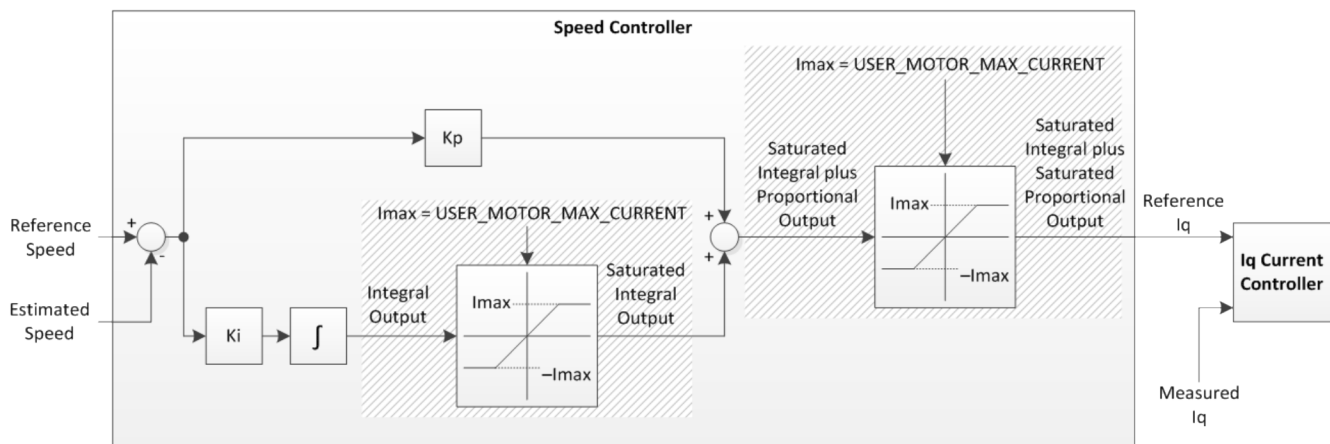 Speed Controller
Imax = USER_MOTOR_MAX_CURRENT
Kp
Saturated
Integral plus
Proportional
Output
Imax
–Imax
Saturated
Integral plus
Saturated
Proportional
Output
Reference
Speed
+
-
Estimated
Speed
Ki
∫
Integral
Output
Imax = USER_MOTOR_MAX_CURRENT
Imax
–Imax
Saturated
Integral
Output
+
+
Reference
Iq
Iq Current
Controller
Measured
Iq